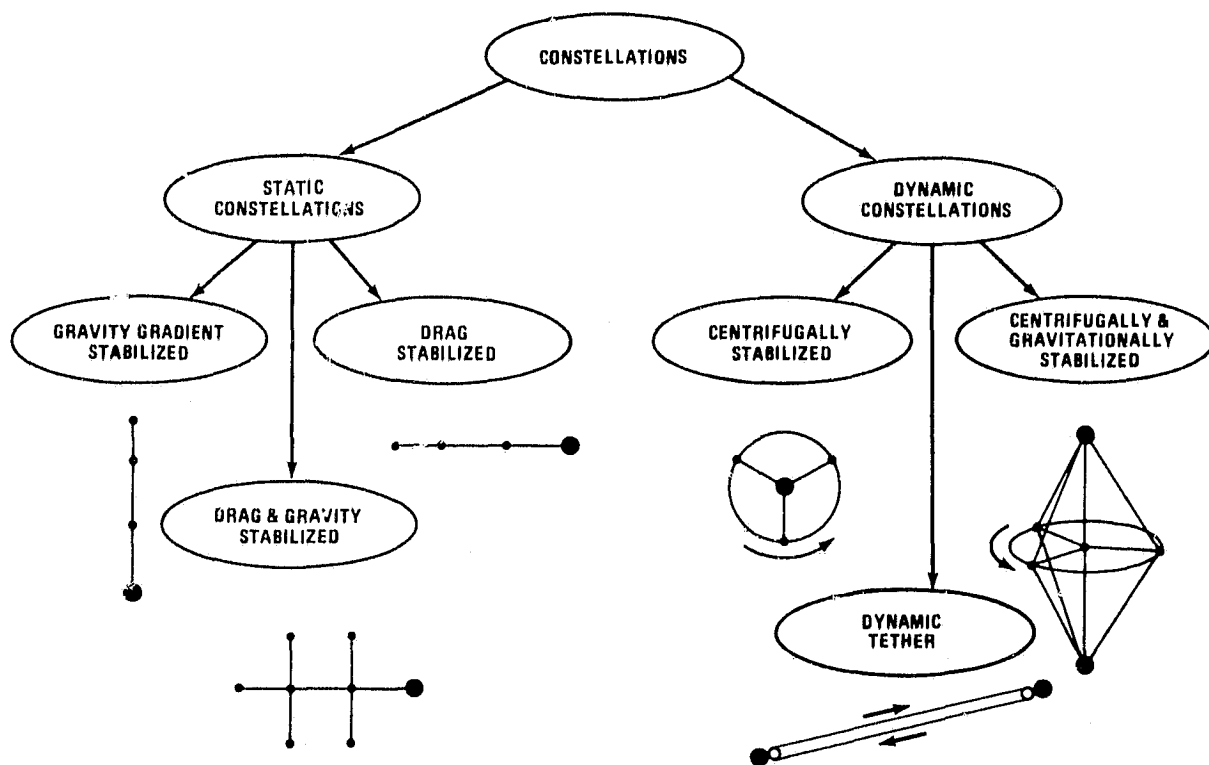 CONSTELLATIONS
STATIC
CONSTELLATIONS
DYNAMIC
CONSTELLATIONS
GRAVITY GRADIENT
STABILIZED
DRAG
STABILIZED
CENTRIFUGALLY
STABILIZED
CENTRIFUGALLY &
GRAVITATIONALLY
STABILIZED
DRAG & GRAVITY
STABILIZED
DYNAMIC
TETHER